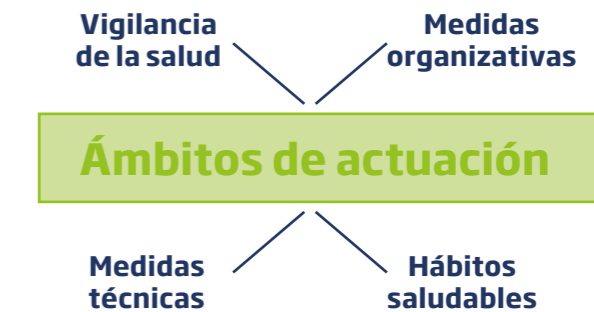 Vigilancia
de la salud
Medidas
organizativas
Ámbitos de actuación
Medidas
técnicas
Hábitos
saludables